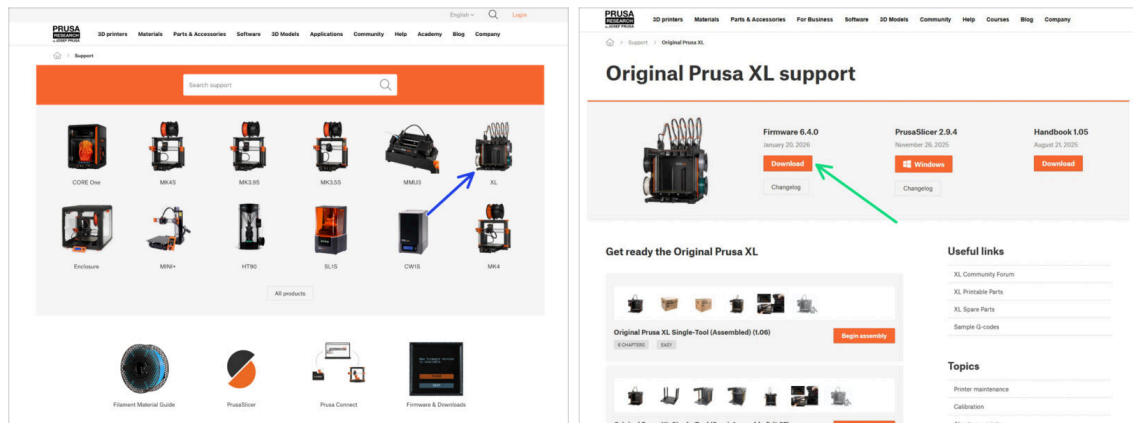 English
Login
PRUSA
RESEARCH
by JOSEF PRUSA
3D printers Materials Parts & Accessories Software 3D Models Applications Community Help Academy Blog Company
Support
Search support
CORE One MK4S MK3.9S MK3.5S MMU3 XL
Enclosure MINI+ HT90 SL1S CW1S MK4
All products
Filament Material Guide PrusaSlicer Prusa Connect Firmware & Downloads
PRUSA
RESEARCH
by JOSEF PRUSA
3D printers Materials Parts & Accessories For Business Software 3D Models Community Help Courses Blog Company
Support Original Prusa XL
Original Prusa XL support
Firmware 6.4.0
January 20, 2026
Download
Changelog
PrusaSlicer 2.9.4
November 26, 2025
Windows
Changelog
Handbook 1.05
August 21, 2025
Download
Get ready the Original Prusa XL
Original Prusa XL Single-Tool (Assembled) (1.06)
6 CHAPTERS EASY
Begin assembly
Useful links
XL Community Forum
XL Printable Parts
XL Spare Parts
Sample G-codes
Topics
Printer maintenance
Calibration